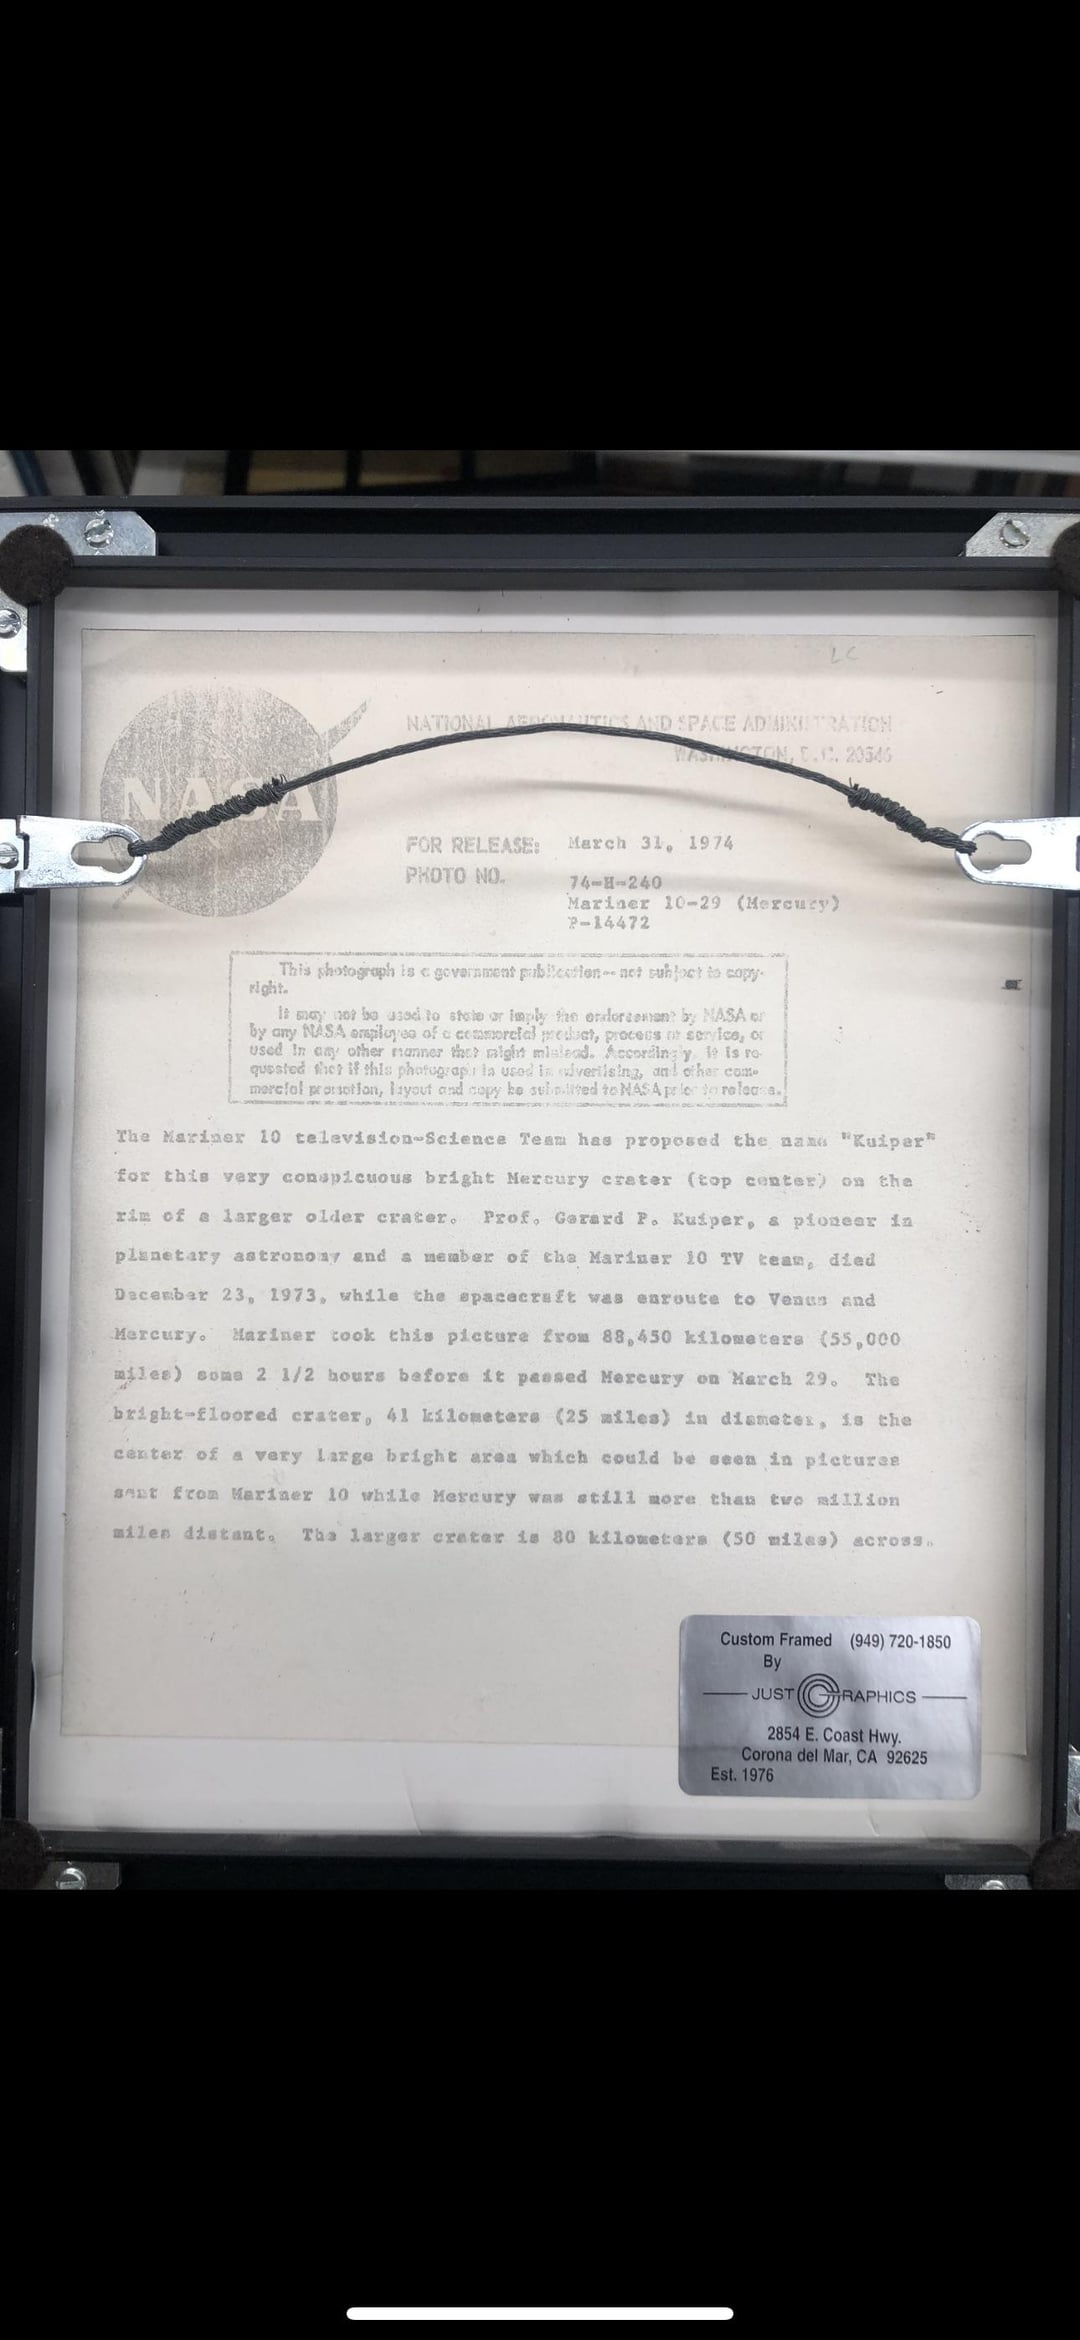 LC
NASA
NATIONAL AERONAUTICS AND SPACE ADMINISTRATION
WASHINGTON, D.C. 20546
FOR RELEASE: March 31, 1974
PHOTO NO. 74-H-240
Mariner 10-29 (Mercury)
P-14472
This photograph is a government publication-- not subject to copy-
right.
It may not be used to state or imply the endorsement by NASA or
by any NASA employee of a commercial product, process or service, or
used in any other manner that might mislead. Accordingly, it is re-
quested that if this photograph is used in advertising, and other com-
mercial promotion, layout and copy be submitted to NASA prior to release.
The Mariner 10 television-Science Team has proposed the name "Kuiper"
for this very conspicuous bright Mercury crater (top center) on the
rim of a larger older crater. Prof. Gerard P. Kuiper, a pioneer in
planetary astronomy and a member of the Mariner 10 TV team, died
December 23, 1973, while the spacecraft was enroute to Venus and
Mercury. Mariner took this picture from 88,450 kilometers (55,000
miles) some 2 1/2 hours before it passed Mercury on March 29. The
bright-floored crater, 41 kilometers (25 miles) in diameter, is the
center of a very large bright area which could be seen in pictures
sent from Mariner 10 while Mercury was still more than two million
miles distant. The larger crater is 80 kilometers (50 miles) across.
Custom Framed (949) 720-1850
By
JUST GRAPHICS
2854 E. Coast Hwy.
Corona del Mar, CA 92625
Est. 1976